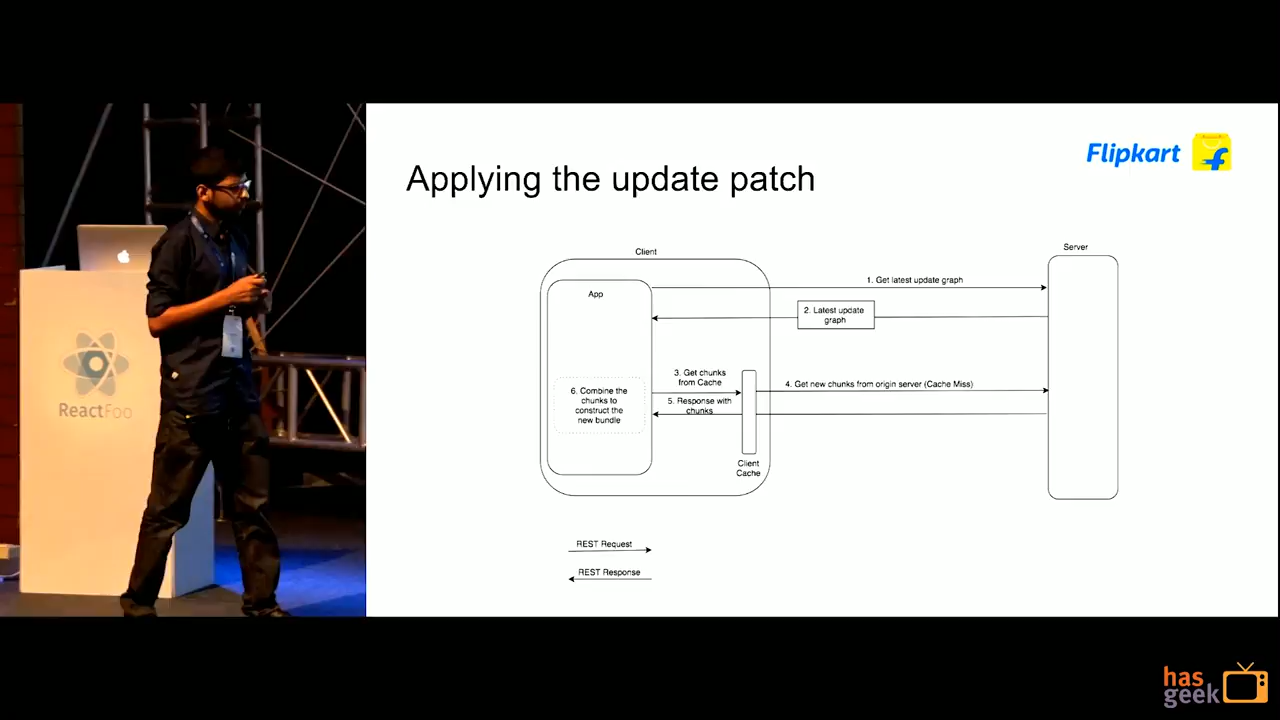 Flipkart
Applying the update patch
Client
Server
App
1. Get latest update graph
2. Latest update
graph
3. Get chunks
from Cache
4. Get new chunks from origin server (Cache Miss)
5. Response with
chunks
6. Combine the
chunks to
construct the
new bundle
Client
Cache
REST Request
REST Response
ReactFoo
has
geek